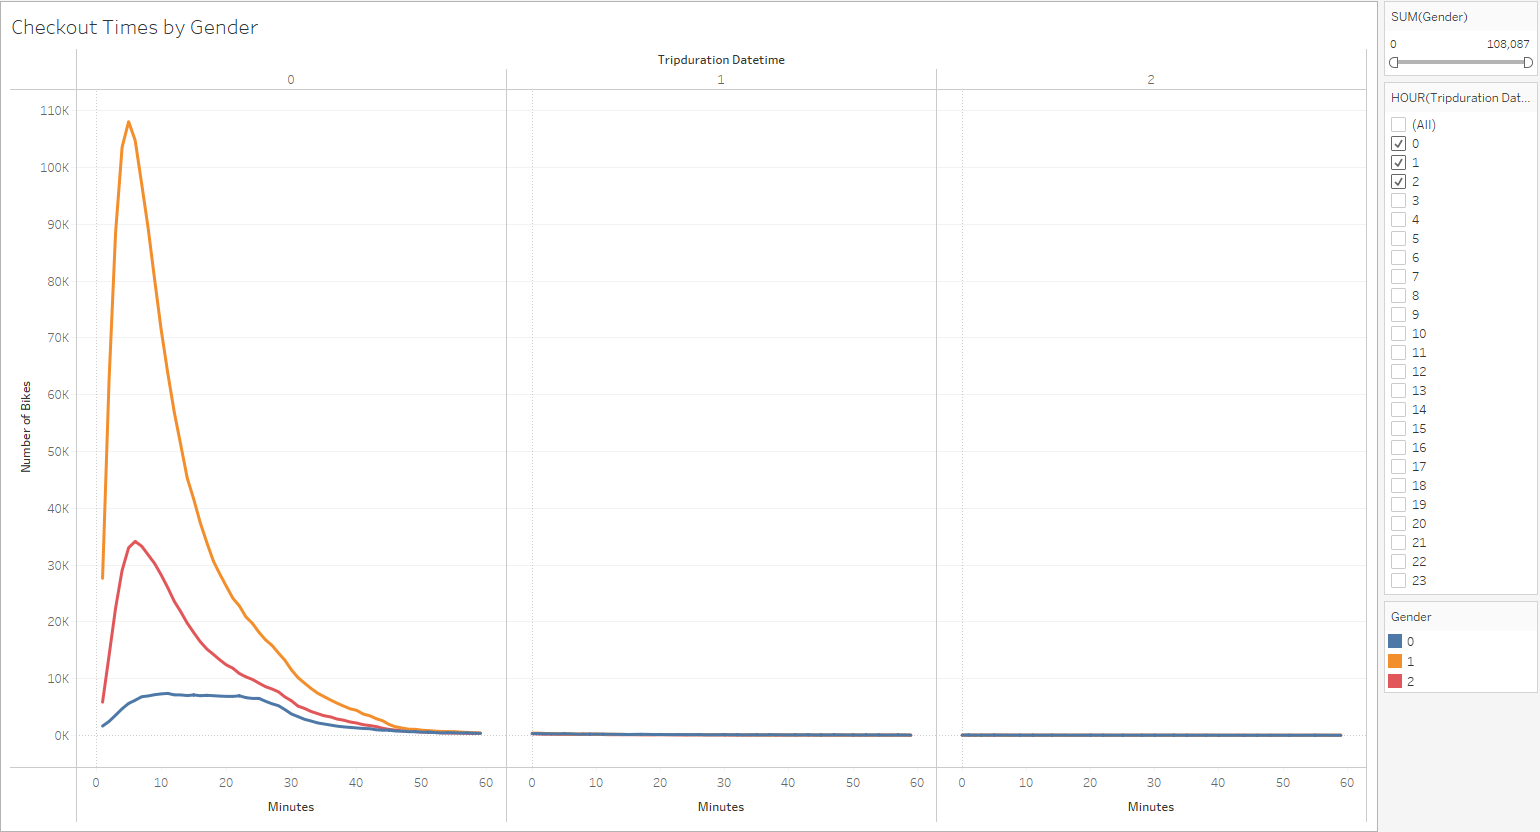 Checkout Times by Gender
Tripduration Datetime
0 1 2
110K
100K
90K
80K
70K
60K
50K
40K
30K
20K
10K
0K
Number of Bikes
0 10 20 30 40 50 60 0 10 20 30 40 50 60 0 10 20 30 40 50 60
Minutes Minutes Minutes
SUM(Gender)
0 108,087
HOUR(Tripduration Dat...
(All)
0
1
2
3
4
5
6
7
8
9
10
11
12
13
14
15
16
17
18
19
20
21
22
23
Gender
0
1
2